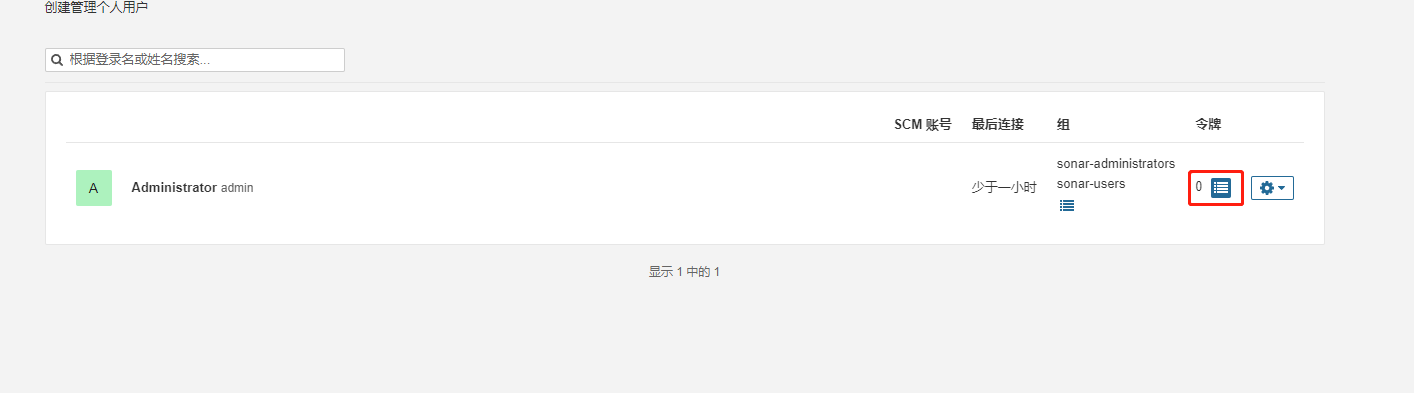 创建管理个人用户
根据登录名或姓名搜索...
SCM 账号 最后连接 组 令牌
A Administrator admin 少于一小时 sonar-administrators
sonar-users 0
显示 1 中的 1